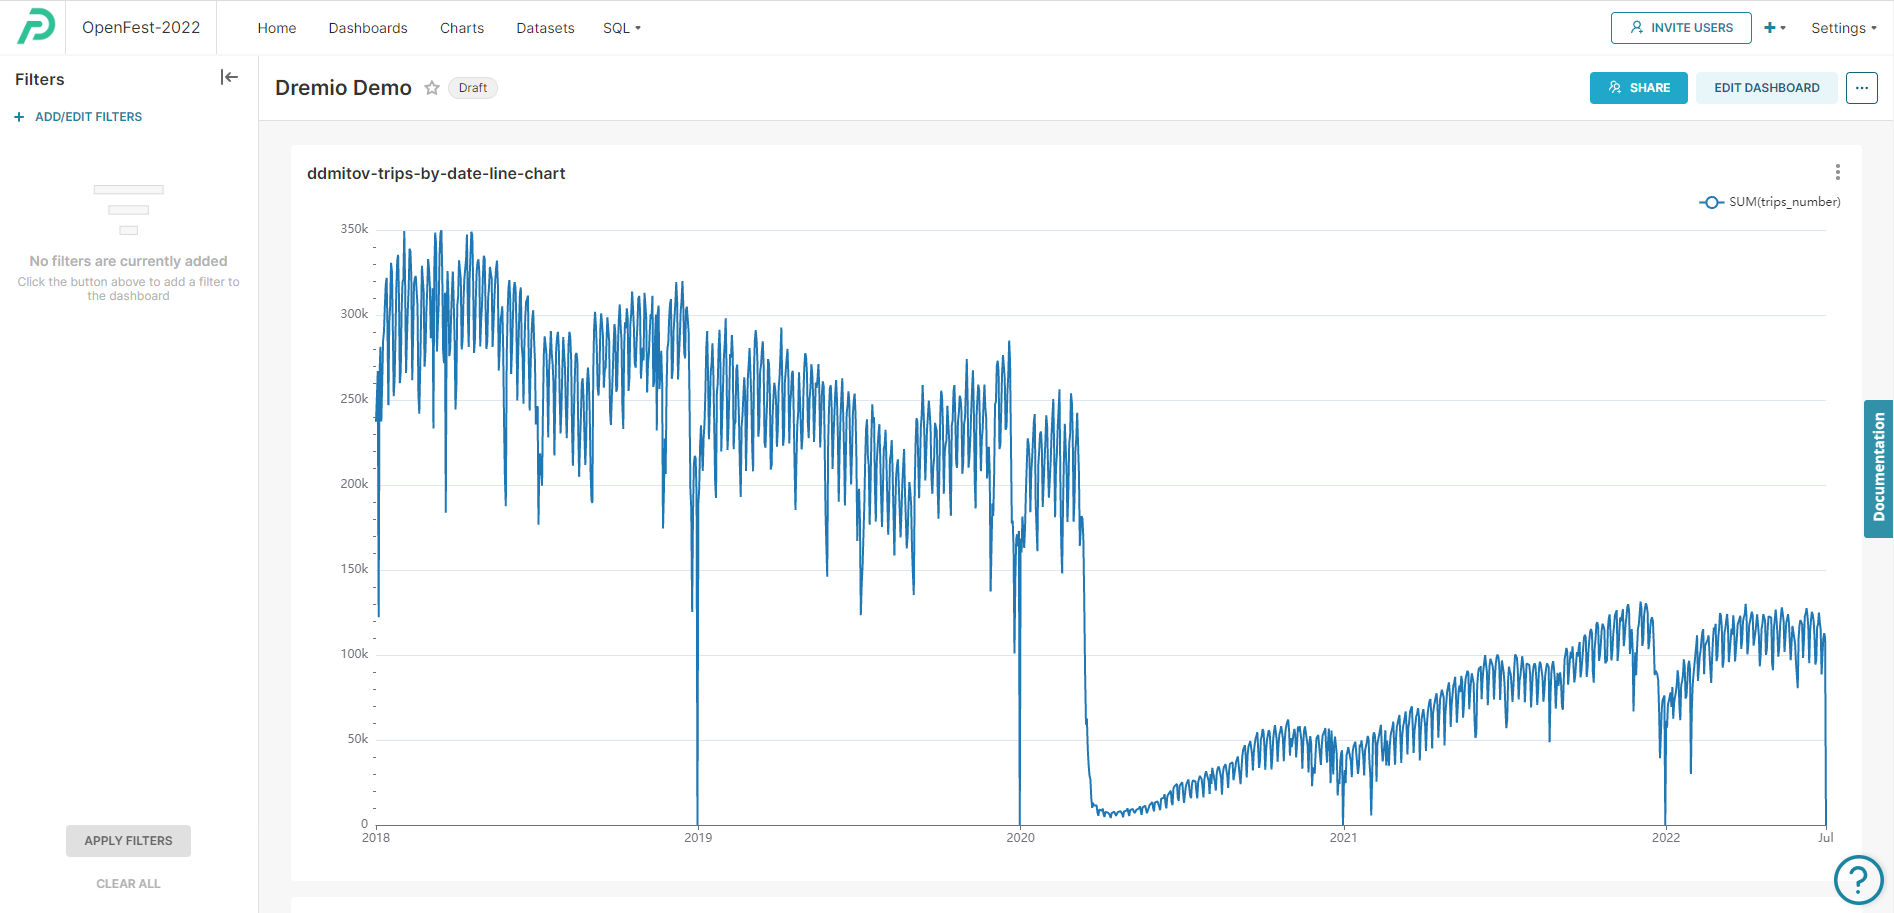 OpenFest-2022
Home
Dashboards
Charts
Datasets
SQL
INVITE USERS
+
Settings
Filters
+ ADD/EDIT FILTERS
No filters are currently added
Click the button above to add a filter to
the dashboard
APPLY FILTERS
CLEAR ALL
Dremio Demo
Draft
SHARE
EDIT DASHBOARD
...
ddmitov-trips-by-date-line-chart
SUM(trips_number)
350k
300k
250k
200k
150k
100k
50k
0
2018
2019
2020
2021
2022
Jul
Documentation
?